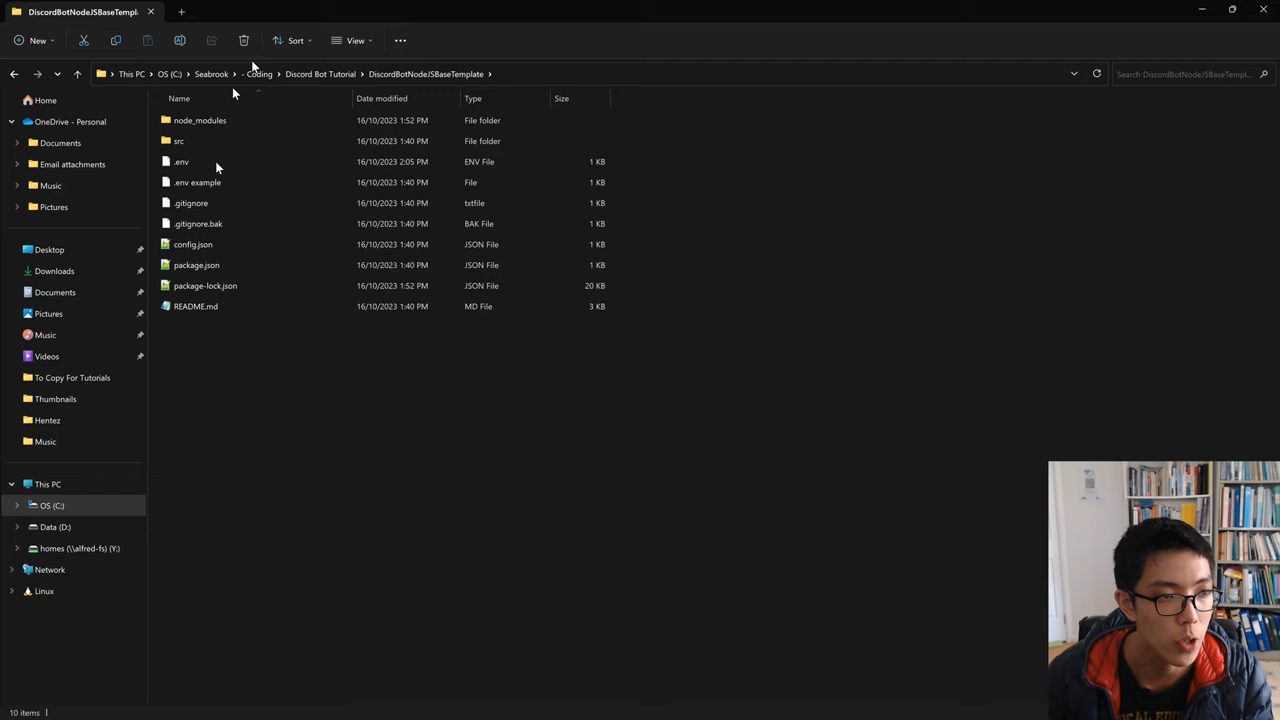 DiscordBotNodeJSBaseTempla
New
Sort
View
This PC
OS (C:)
Seabrook
- Coding
Discord Bot Tutorial
DiscordBotNodeJSBaseTemplate
Search DiscordBotNodeJSBaseTempl...
Home
OneDrive - Personal
Documents
Email attachments
Music
Pictures
Desktop
Downloads
Documents
Pictures
Music
Videos
To Copy For Tutorials
Thumbnails
Hentez
Music
This PC
OS (C:)
Data (D:)
homes (\\alfred-fs) (Y:)
Network
Linux
Name Date modified Type Size
node_modules 16/10/2023 1:52 PM File folder
src 16/10/2023 1:40 PM File folder
.env 16/10/2023 2:05 PM ENV File 1 KB
.env example 16/10/2023 1:40 PM File 1 KB
.gitignore 16/10/2023 1:40 PM txtfile 1 KB
.gitignore.bak 16/10/2023 1:40 PM BAK File 1 KB
config.json 16/10/2023 1:40 PM JSON File 1 KB
package.json 16/10/2023 1:40 PM JSON File 1 KB
package-lock.json 16/10/2023 1:52 PM JSON File 20 KB
README.md 16/10/2023 1:40 PM MD File 3 KB
10 items